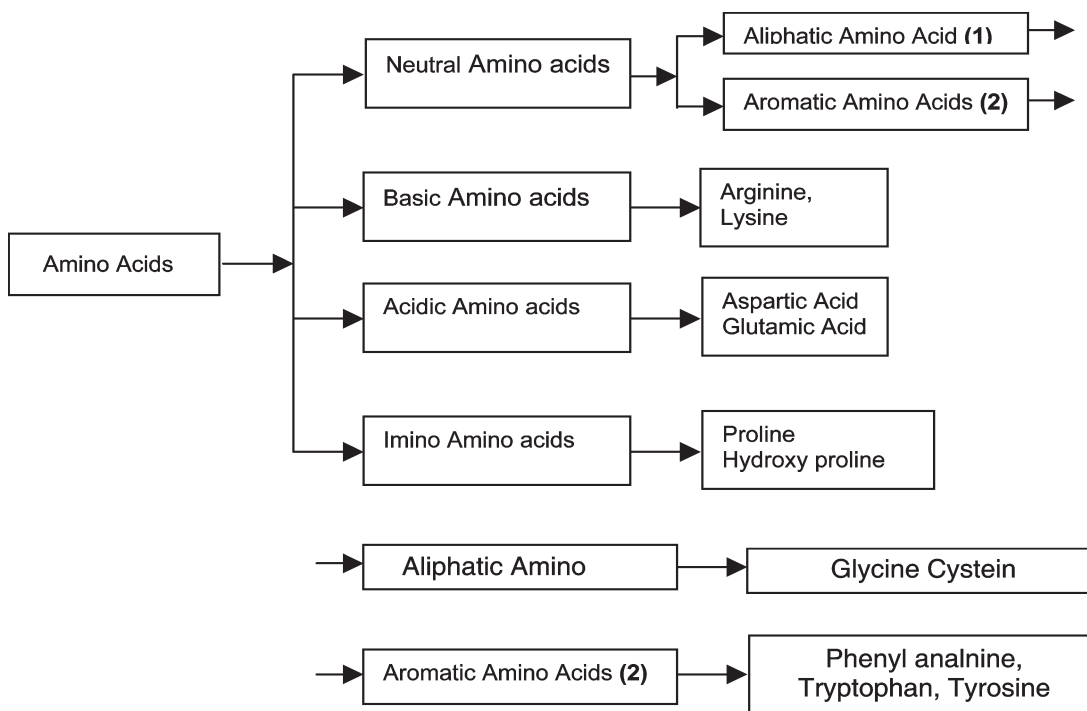 Aliphatic Amino Acid (1)
Neutral Amino acids
Aromatic Amino Acids (2)
Basic Amino acids
Arginine,
Lysine
Amino Acids
Acidic Amino acids
Aspartic Acid
Glutamic Acid
Imino Amino acids
Proline
Hydroxy proline
Aliphatic Amino
Glycine Cystein
Aromatic Amino Acids (2)
Phenyl analnine,
Tryptophan, Tyrosine